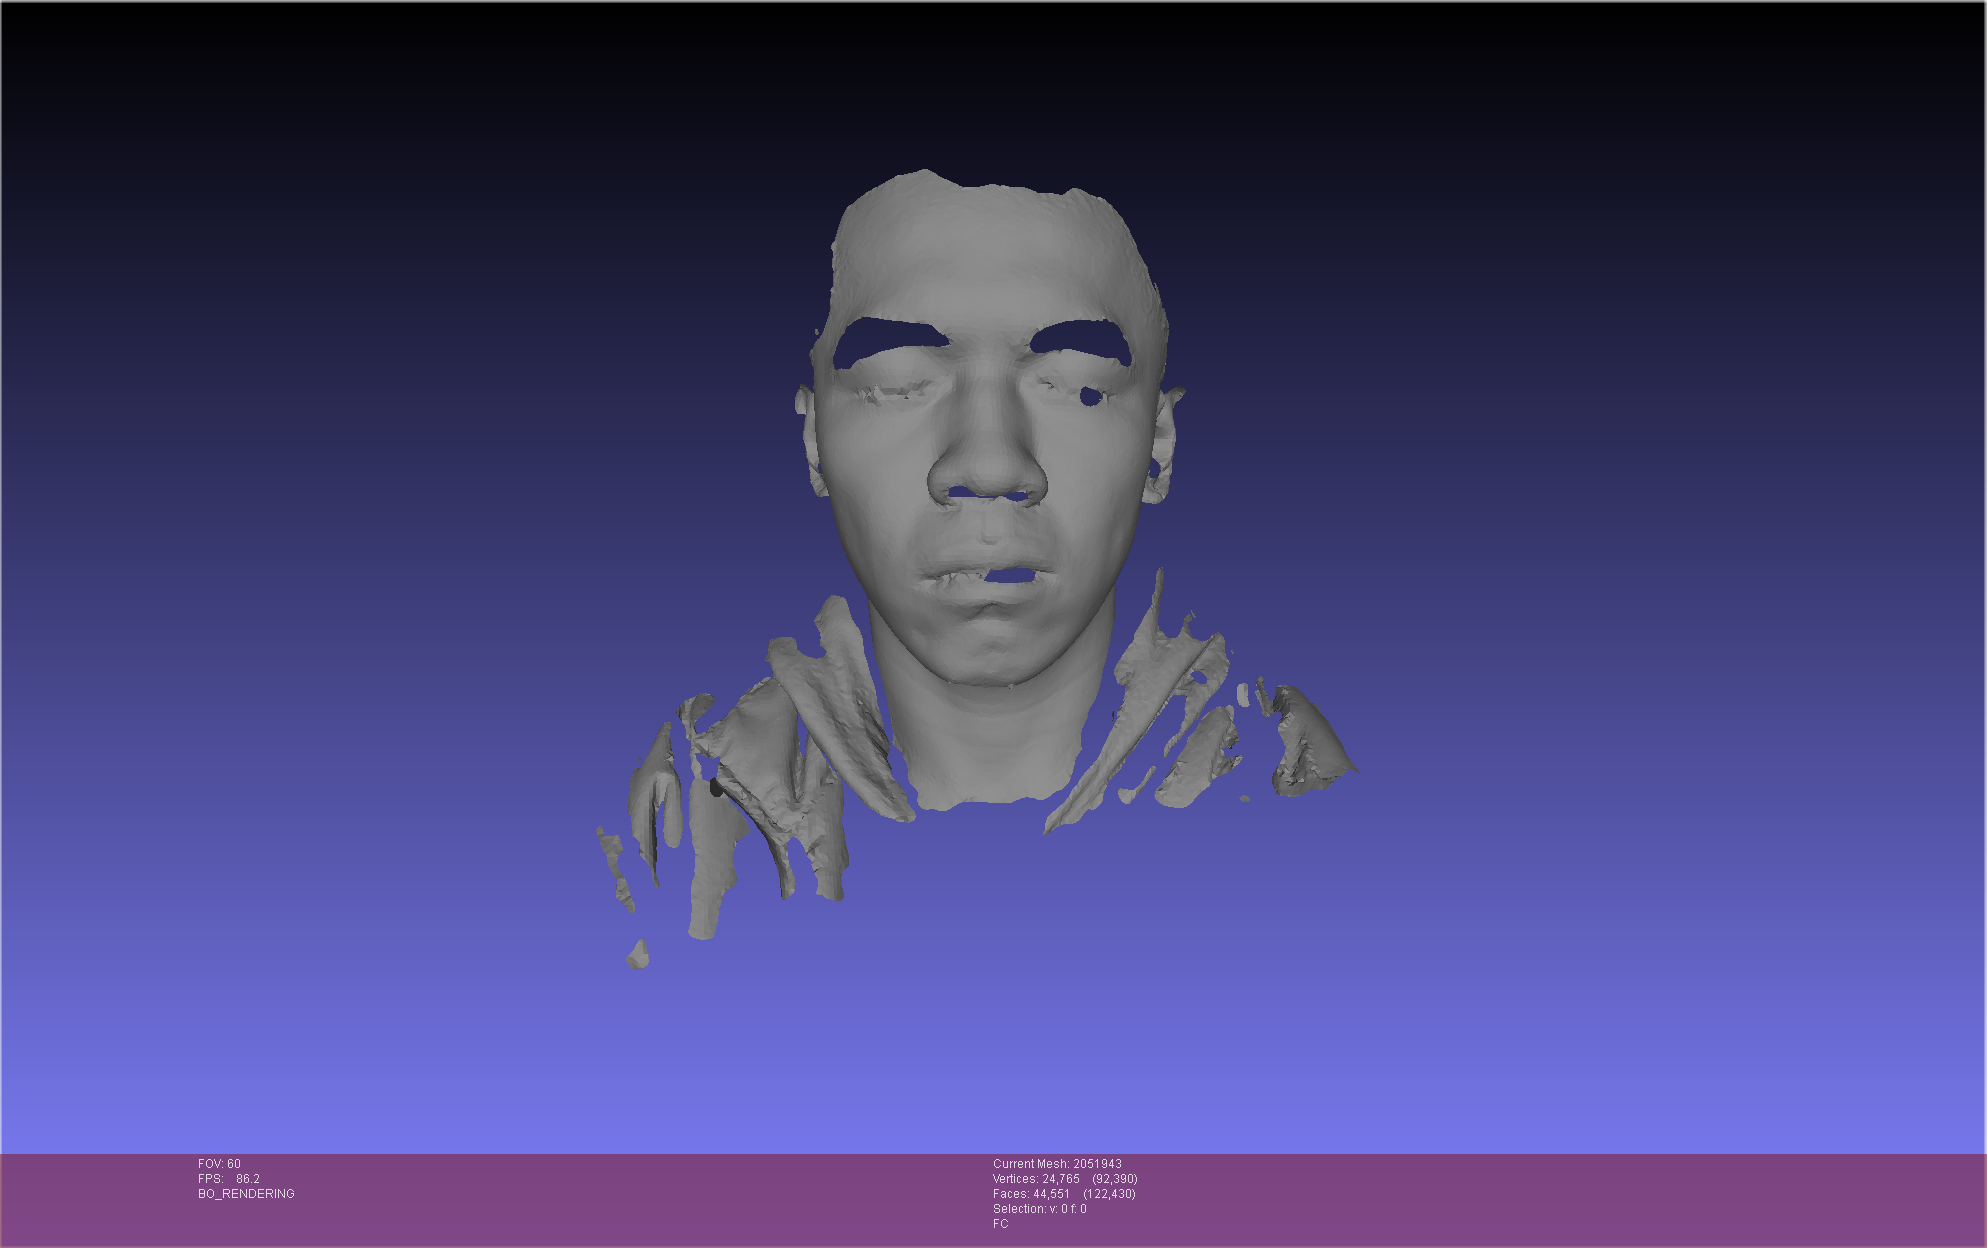 FOV: 60
FPS: 86.2
BO_RENDERING
Current Mesh: 2051943
Vertices: 24,765 (92,390)
Faces: 44,551 (122,430)
Selection: v: 0 f: 0
FC